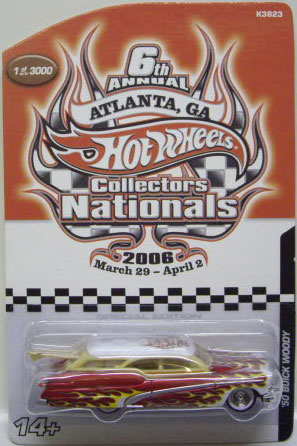 K3823
1 of 3000
6th
ANNUAL
ATLANTA, GA
Hot Wheels
Collectors
Nationals
2006
March 29 – April 2
'50 BUICK WOODY
14+